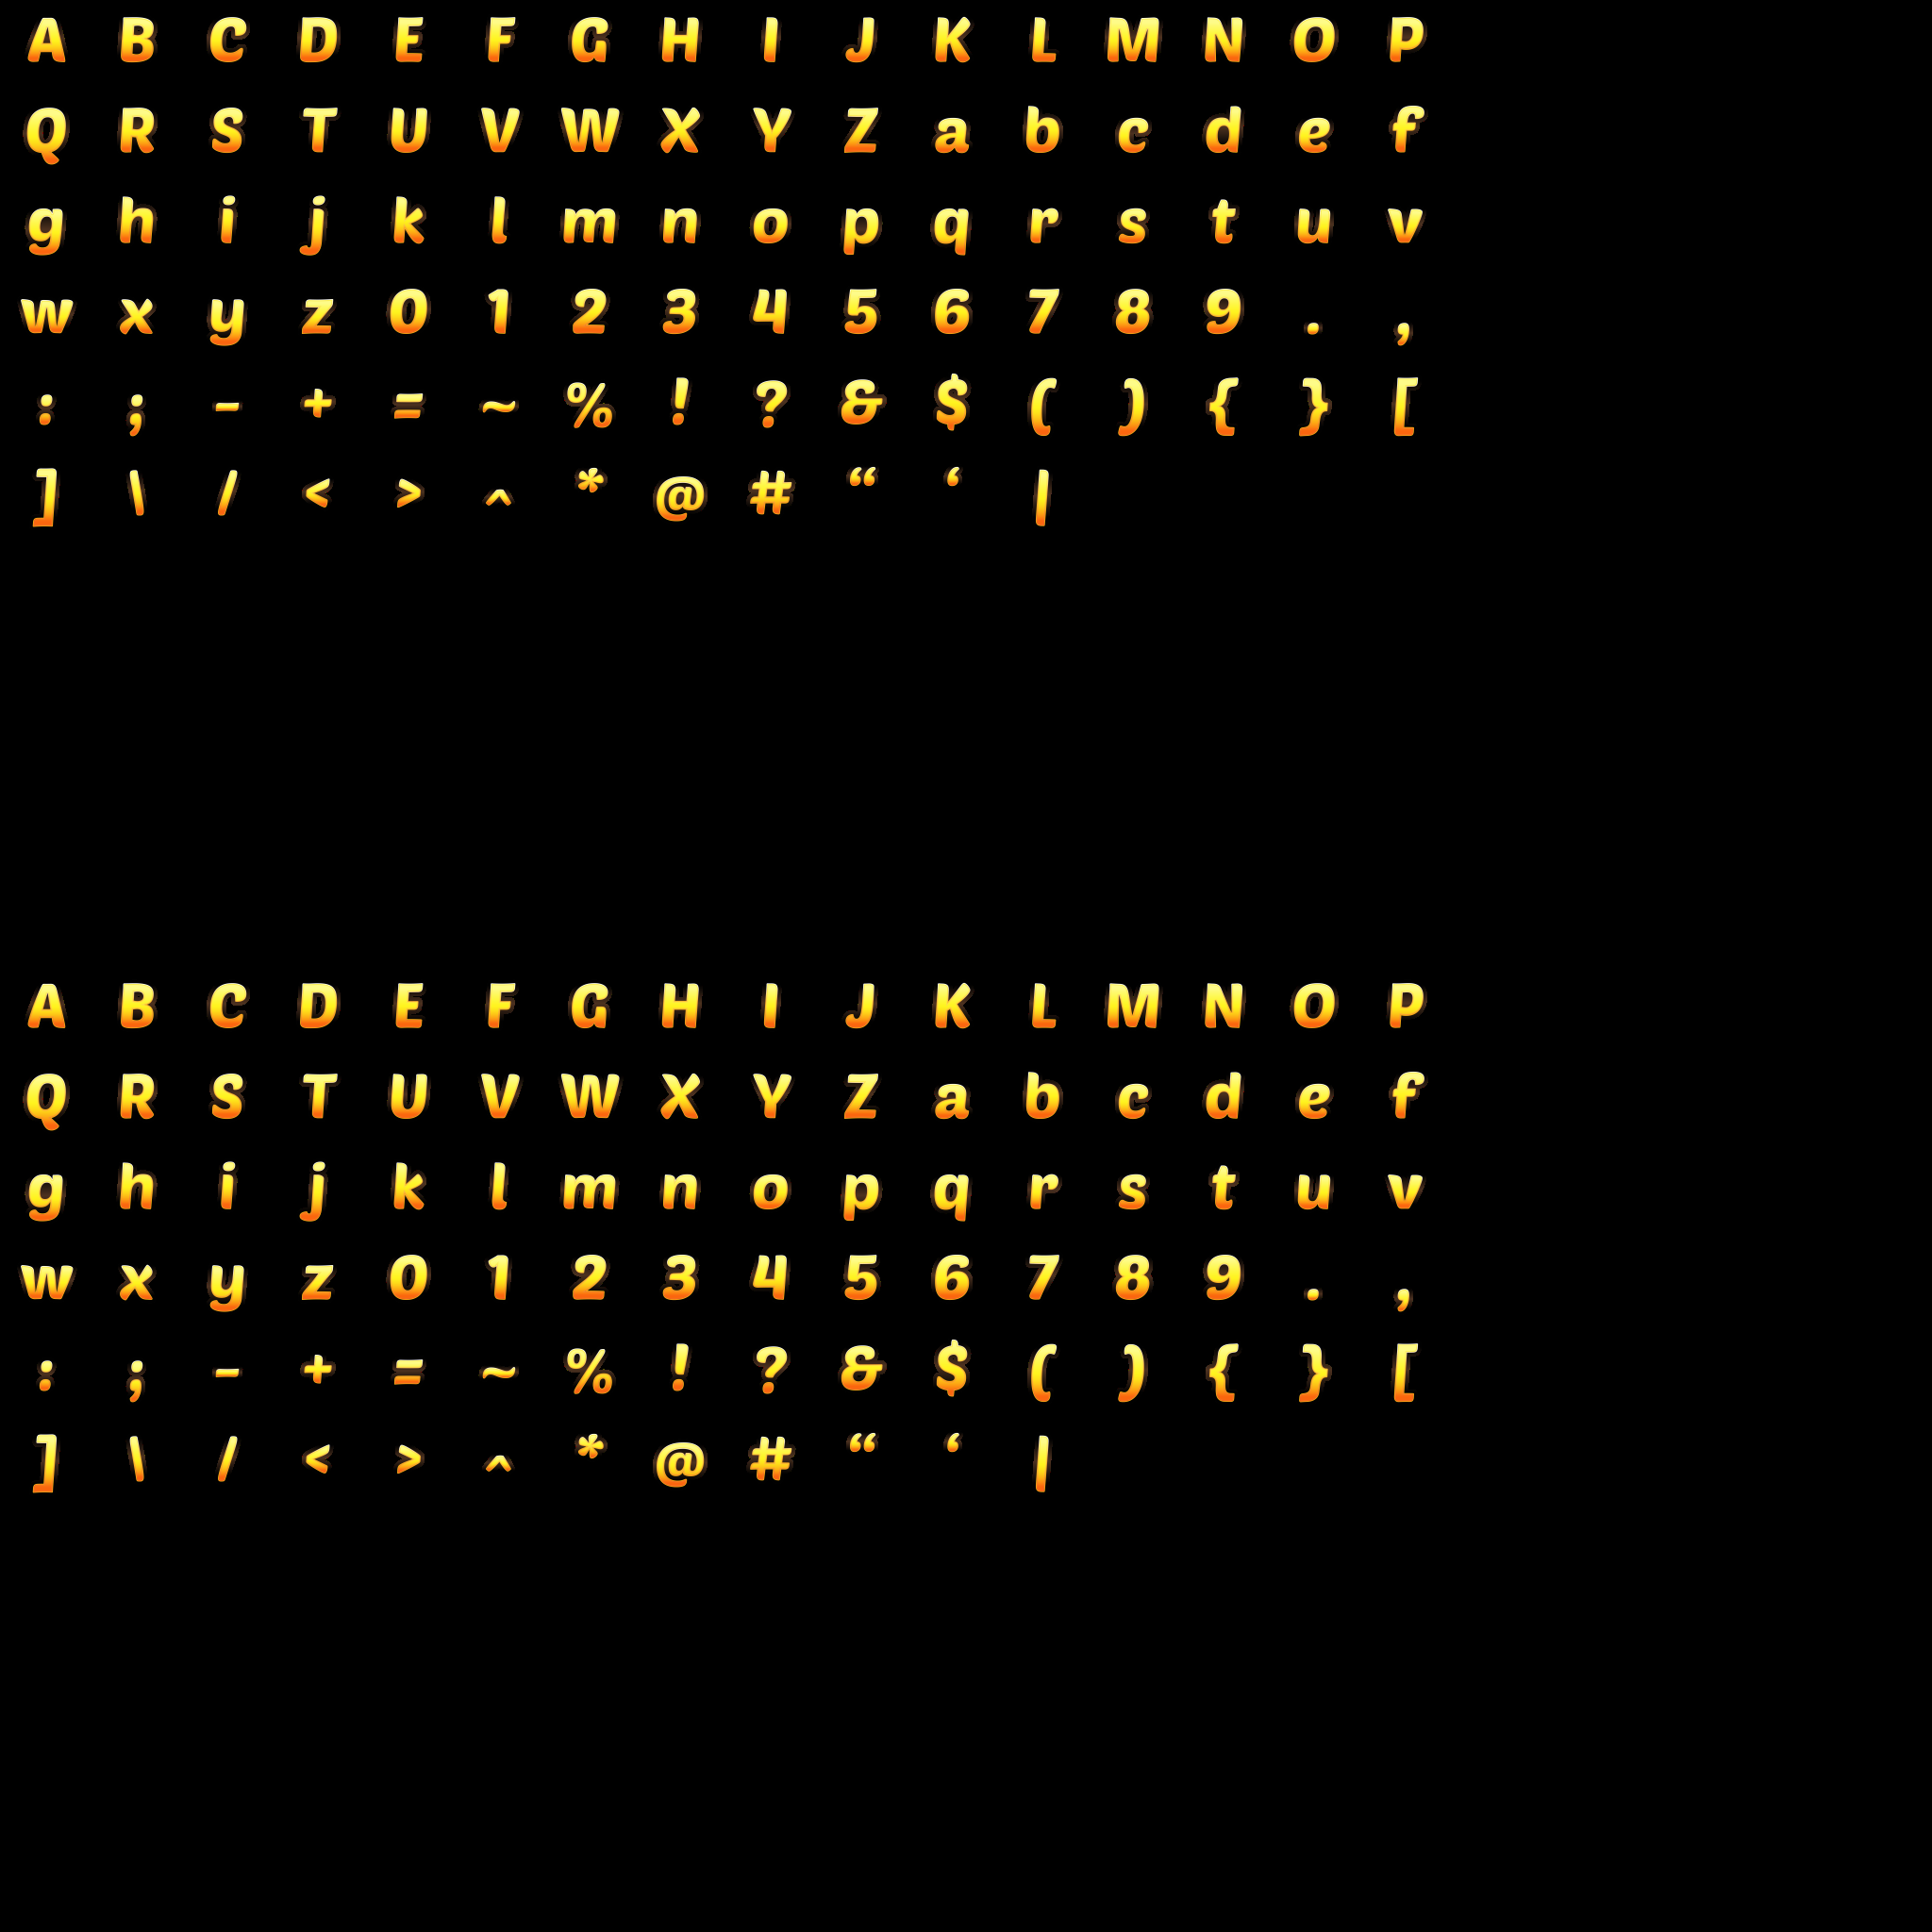 A B C D E F G H I J K L M N O P
Q R S T U V W X Y Z a b c d e f
g h i j k l m n o p q r s t u v
w x y z 0 1 2 3 4 5 6 7 8 9 . ,
: ; - + = ~ % ! ? & $ ( ) { } [
] \ / < > ^ * @ # “ ‘ |
A B C D E F G H I J K L M N O P
Q R S T U V W X Y Z a b c d e f
g h i j k l m n o p q r s t u v
w x y z 0 1 2 3 4 5 6 7 8 9 . ,
: ; - + = ~ % ! ? & $ ( ) { } [
] \ / < > ^ * @ # “ ‘ |